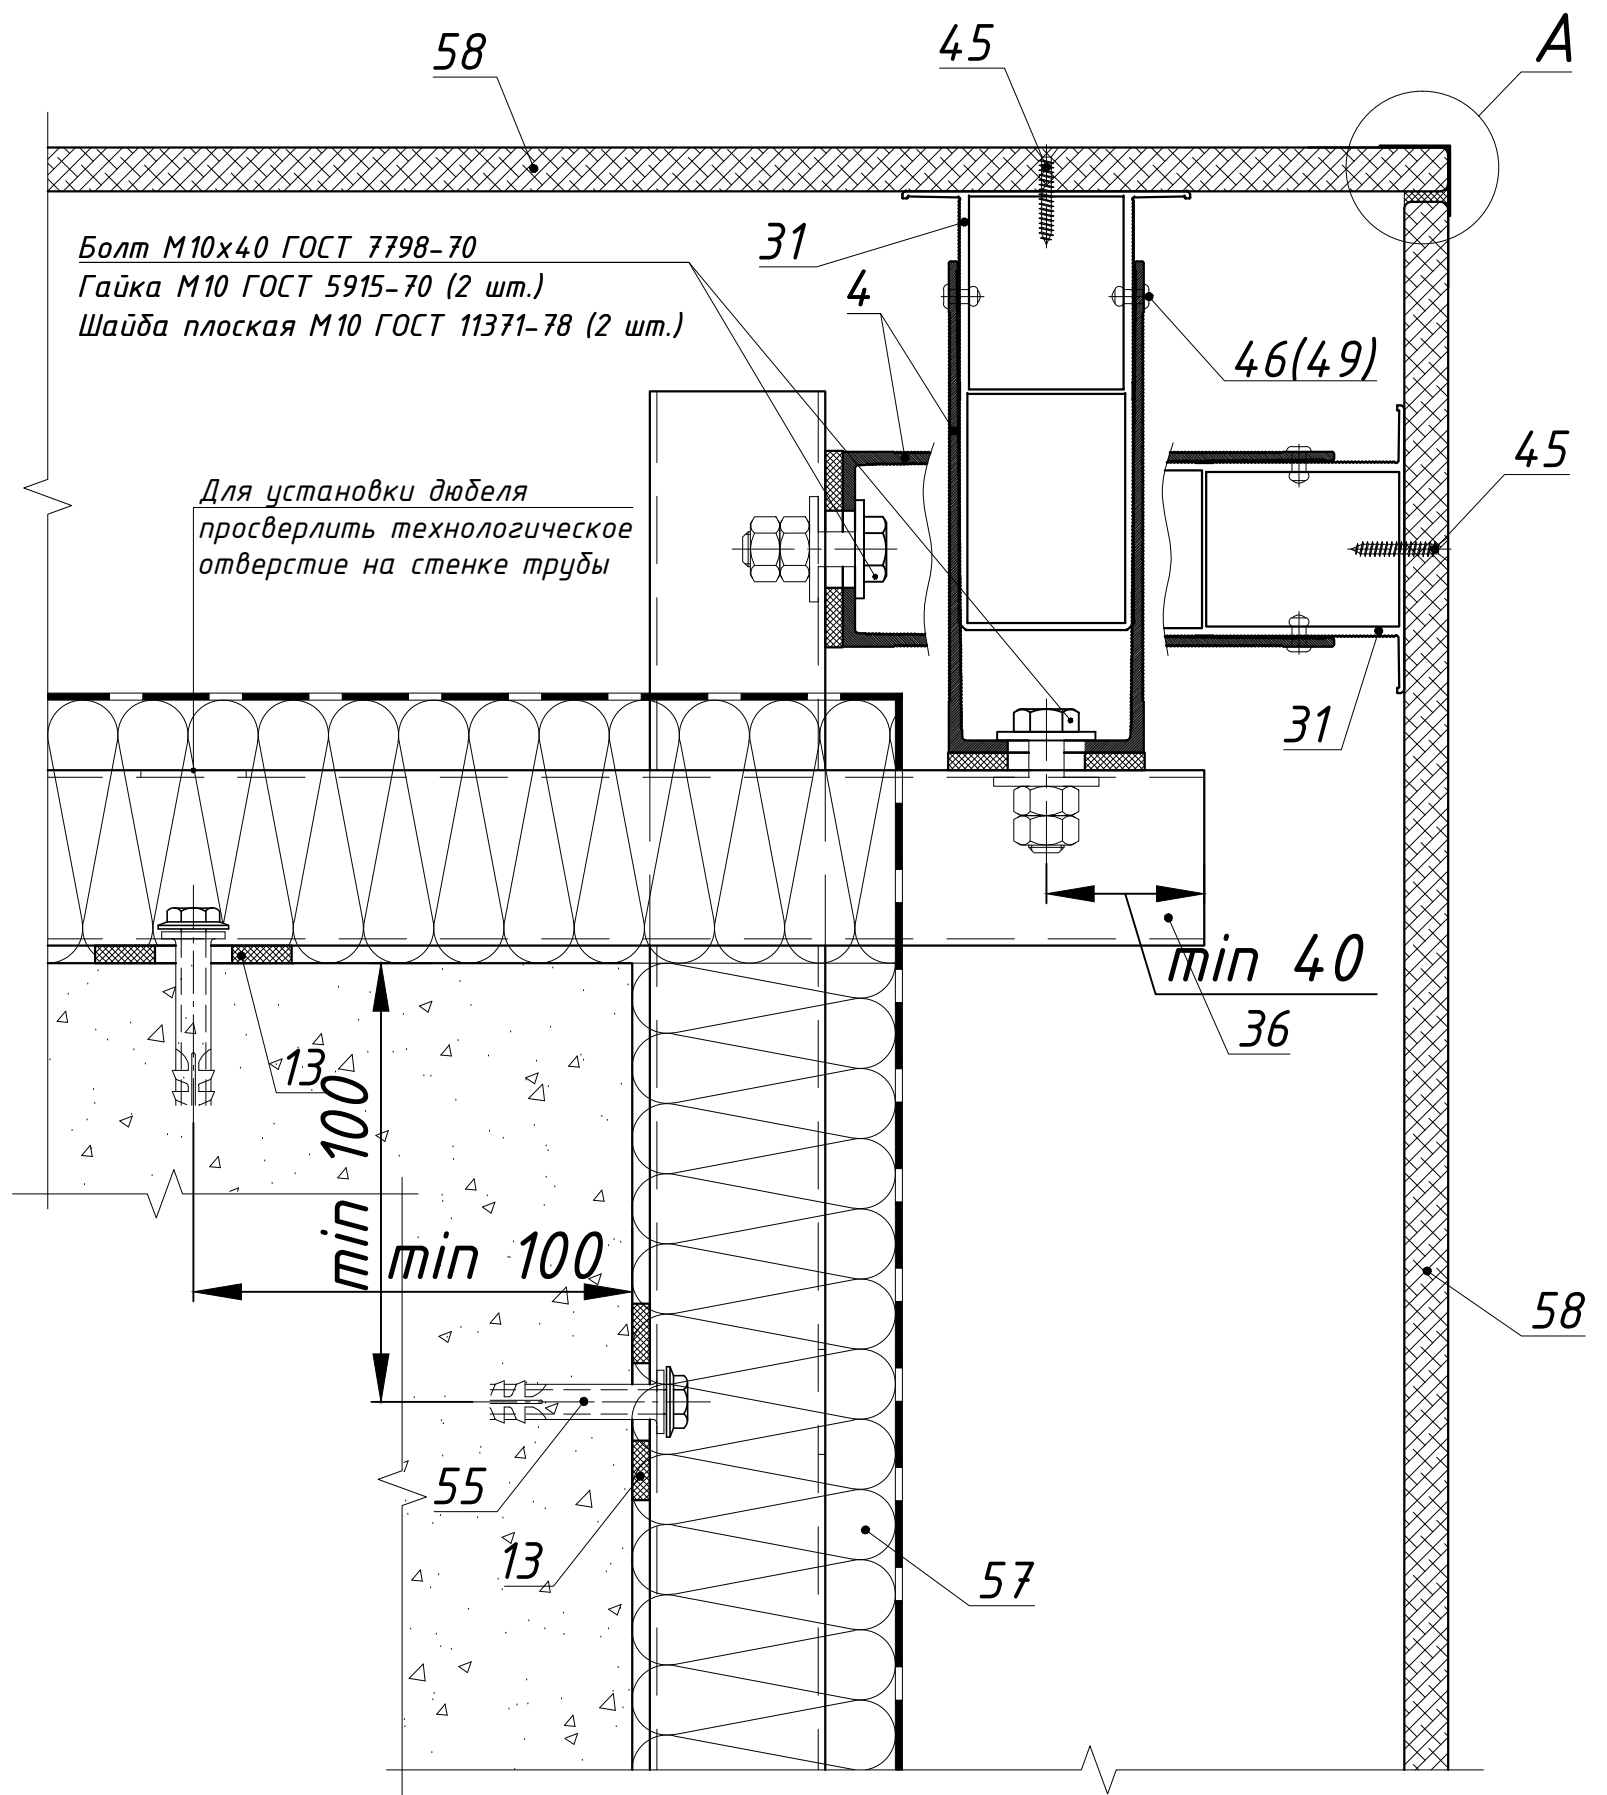 58
45
А
Болт М10х40 ГОСТ 7798-70
Гайка М10 ГОСТ 5915-70 (2 шт.)
Шайба плоская М10 ГОСТ 11371-78 (2 шт.)
31
4
46(49)
45
Для установки дюбеля
просверлить технологическое
отверстие на стенке трубы
31
min 40
36
13
min 100
min 100
58
55
13
57